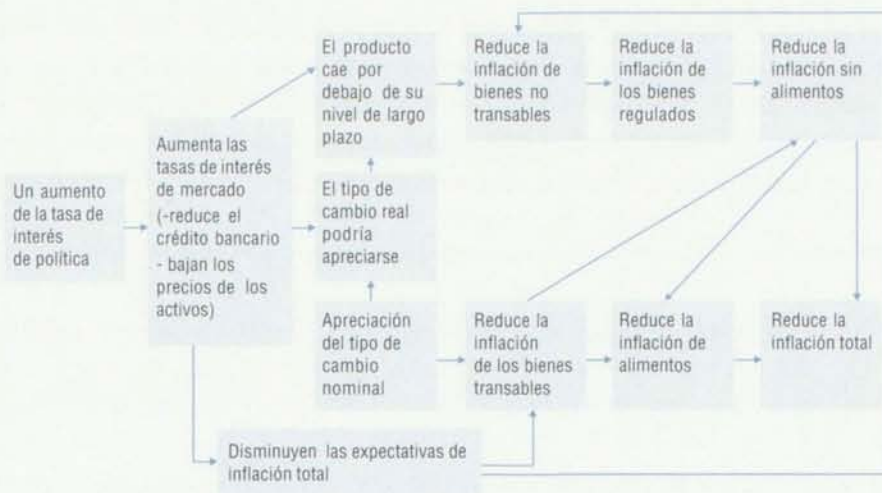 Un aumento
de la tasa de
interés
de política
Aumenta las
tasas de interés
de mercado
(-reduce el
crédito bancario
- bajan los
precios de los
activos)
El producto
cae por
debajo de su
nivel de largo
plazo
El tipo de
cambio real
podría
apreciarse
Apreciación
del tipo de
cambio
nominal
Reduce la
inflación de
bienes no
transables
Reduce la
inflación de
los bienes
regulados
Reduce la
inflación sin
alimentos
Reduce la
inflación
de los bienes
transables
Reduce la
inflación de
alimentos
Reduce la
inflación total
Disminuyen las expectativas de
inflación total